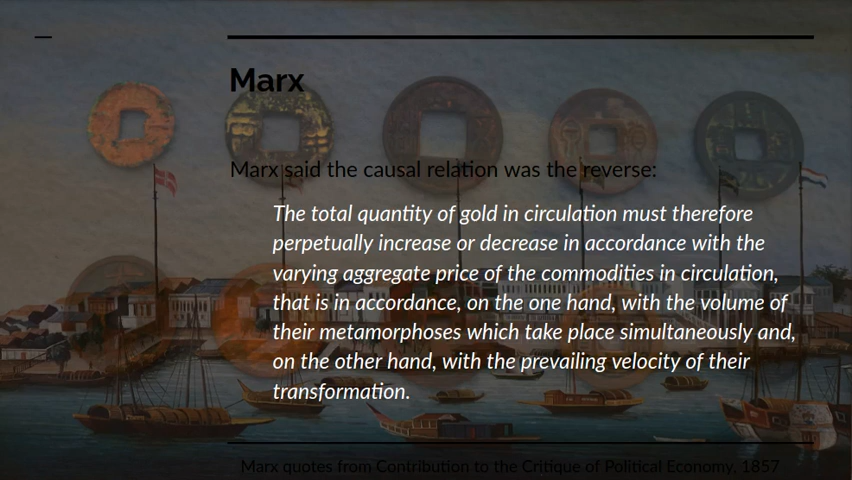 Marx
Marx said the causal relation was the reverse:
The total quantity of gold in circulation must therefore
perpetually increase or decrease in accordance with the
varying aggregate price of the commodities in circulation,
that is in accordance, on the one hand, with the volume of
their metamorphoses which take place simultaneously and,
on the other hand, with the prevailing velocity of their
transformation.
Marx quotes from Contribution to the Critique of Political Economy, 1857